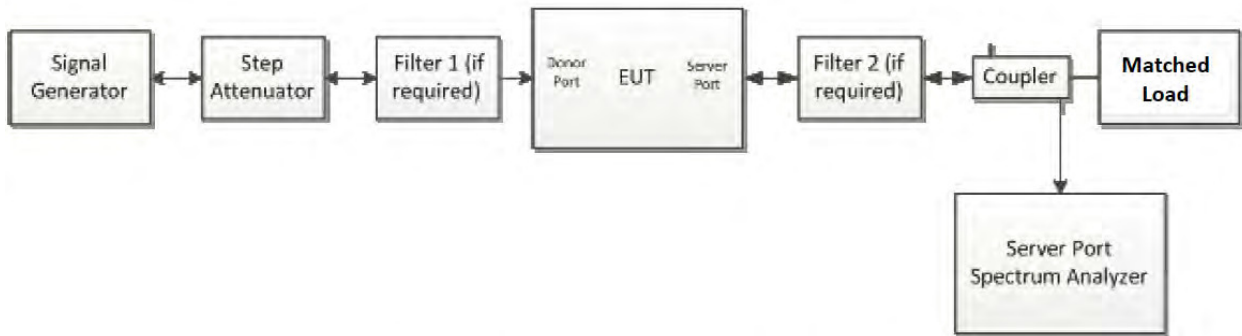 Signal
Generator
Step
Attenuator
Filter 1 (if
required)
Donor
Port
EUT
Server
Port
Filter 2 (if
required)
Coupler
Matched
Load
Server Port
Spectrum Analyzer